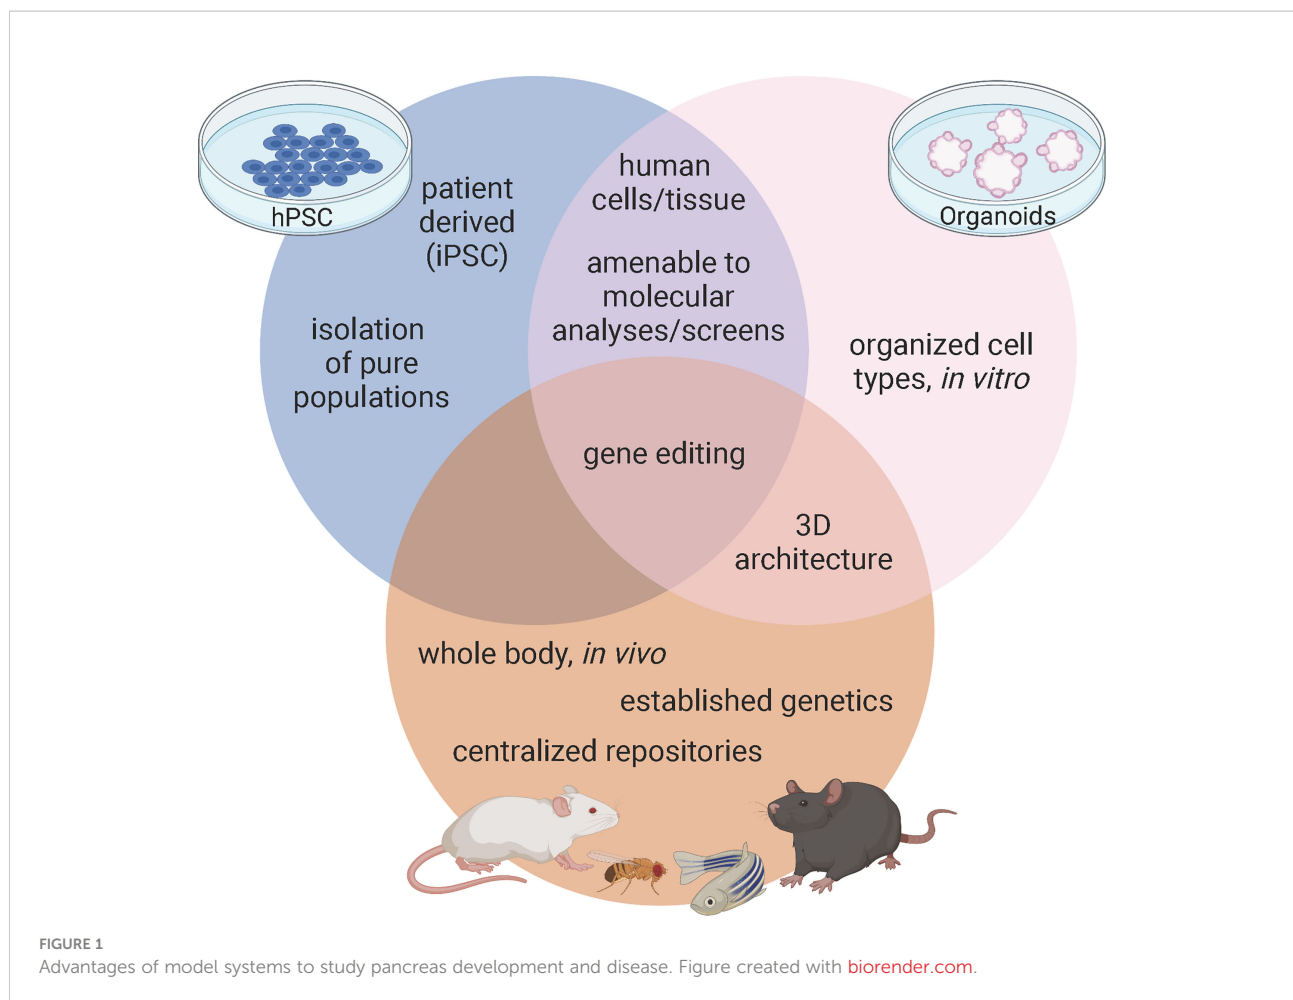 hPSC
patient
derived
(iPSC)
isolation
of pure
populations
human
cells/tissue
amenable to
molecular
analyses/screens
Organoids
organized cell
types, in vitro
gene editing
3D
architecture
whole body, in vivo
established genetics
centralized repositories
FIGURE 1
Advantages of model systems to study pancreas development and disease. Figure created with biorender.com.